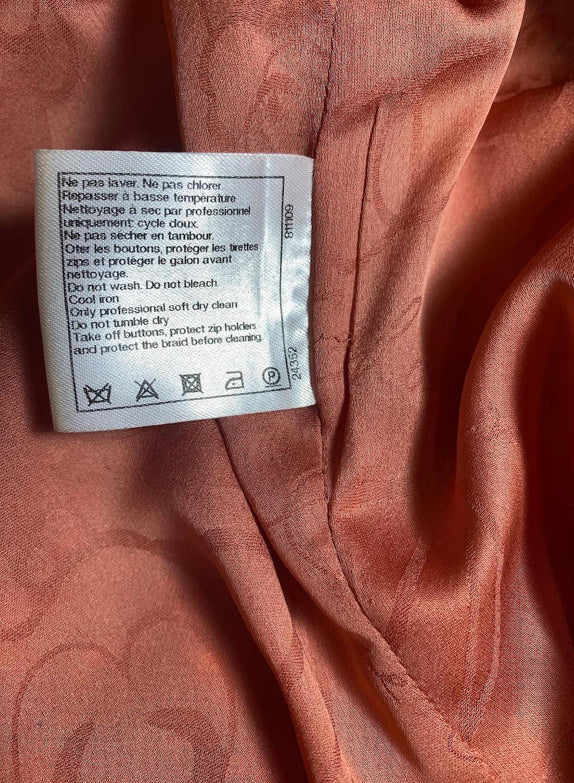 Ne pas laver. Ne pas chlorer.
Repasser à basse température
Nettoyage à sec par professionnel
uniquement: cycle doux.
Ne pas sécher en tambour.
Oter les boutons, protéger les tirettes
zips et protéger le galon avant
nettoyage.
Do not wash. Do not bleach.
Cool iron
Only professional soft dry clean
Do not tumble dry
Take off buttons, protect zip holders
and protect the braid before cleaning.
811109
24352
P